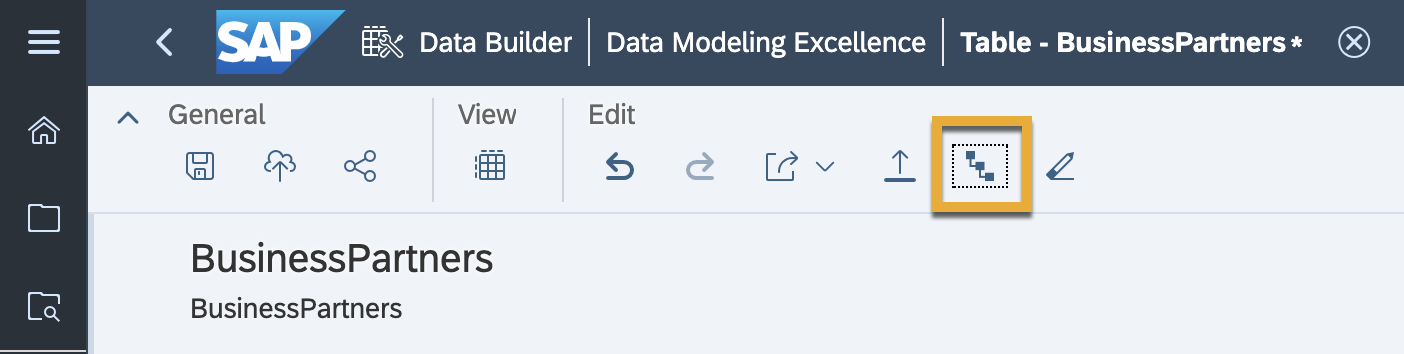 SAP Data Builder Data Modeling Excellence Table - BusinessPartners*
General View Edit
BusinessPartners
BusinessPartners